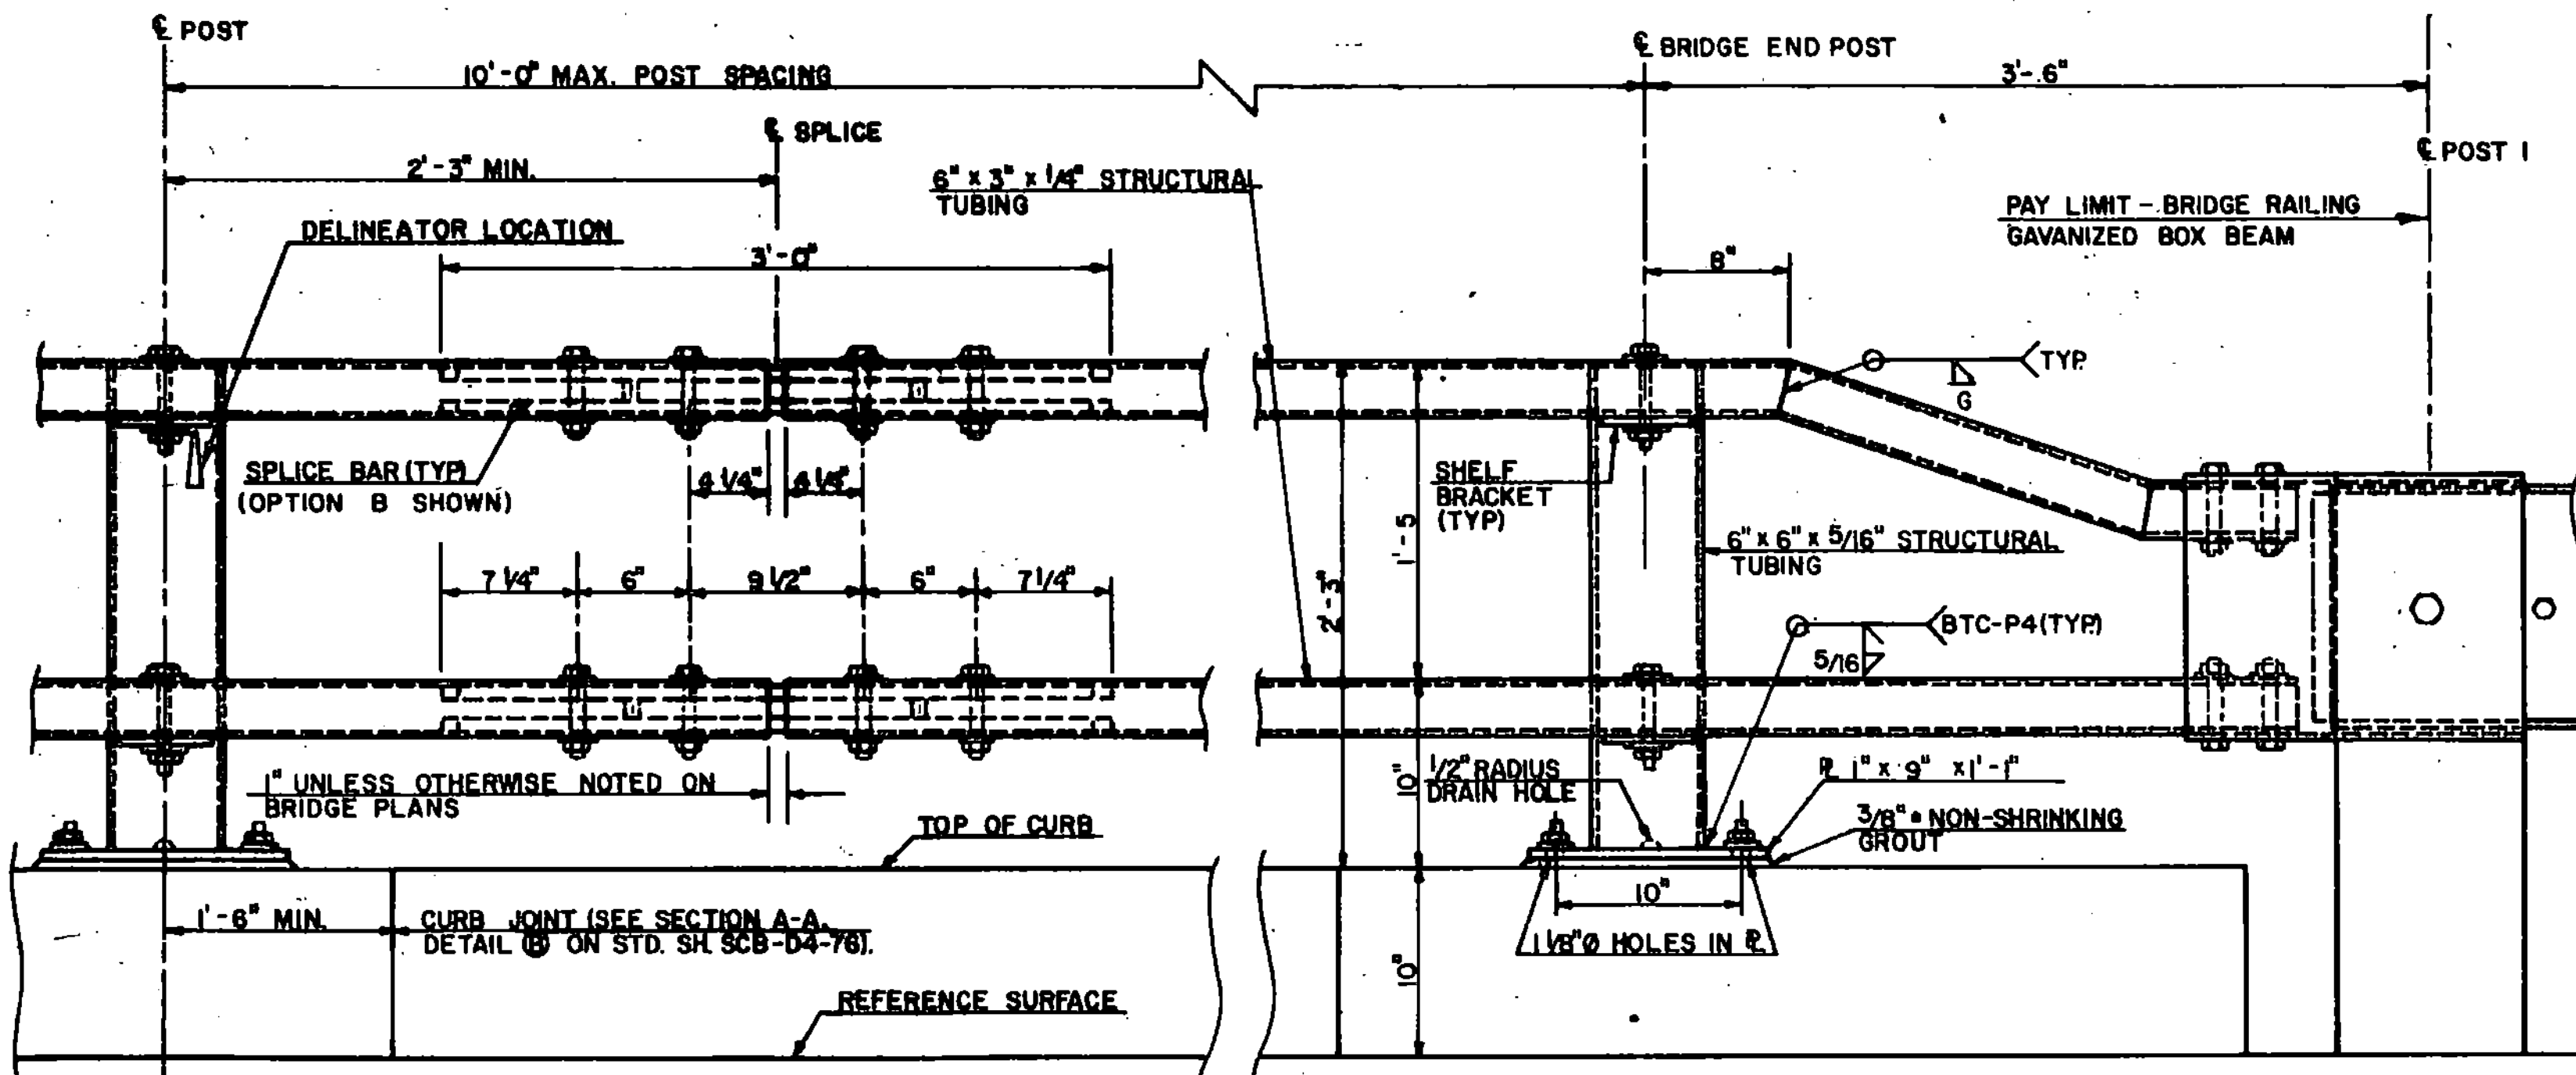 ℄ POST
℄ BRIDGE END POST
10'-0" MAX. POST SPACING
3'-6"
℄ SPLICE
℄ POST 1
2'-3" MIN.
6" x 3" x 1/4" STRUCTURAL
TUBING
PAY LIMIT - BRIDGE RAILING
GAVANIZED BOX BEAM
DELINEATOR LOCATION
3'-0"
8"
TYP.
G
SPLICE BAR (TYP)
(OPTION B SHOWN)
4 1/4"
4 1/4"
SHELF
BRACKET
(TYP)
1'-5
6" x 6" x 5/16" STRUCTURAL
TUBING
7 1/4"
6"
9 1/2"
6"
7 1/4"
2'-3"
BTC-P4 (TYP.)
5/16
1" UNLESS OTHERWISE NOTED ON
BRIDGE PLANS
10"
1/2" RADIUS
DRAIN HOLE
℄ 1" x 9" x 1'-1"
TOP OF CURB
3/8" NON-SHRINKING
GROUT
10"
1'-6" MIN.
CURB JOINT (SEE SECTION A-A,
DETAIL B ON STD. SH. SCB-D4-76).
1 1/8"Ø HOLES IN ℄
10"
REFERENCE SURFACE